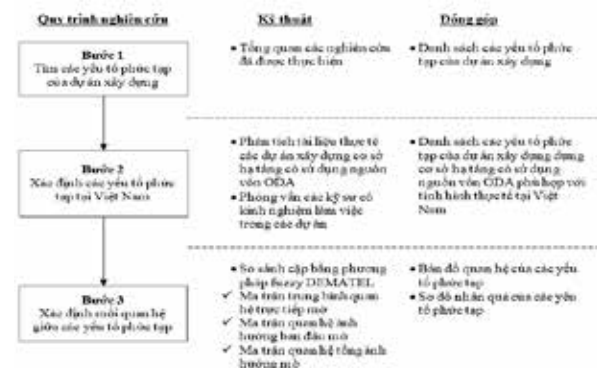 Quy trình nghiên cứu
Kỹ thuật
Đóng góp
Bước 1
Tìm các yếu tố phức tạp
của dự án xây dựng
• Tổng quan các nghiên cứu
đã được thực hiện
• Danh sách các yếu tố phức
tạp của dự án xây dựng
Bước 2
Xác định các yếu tố phức
tạp tại Việt Nam
• Phân tích tài liệu thực tế
các dự án xây dựng cơ sở
hạ tầng có sử dụng nguồn
vốn ODA
• Phỏng vấn các kỹ sư có
kinh nghiệm làm việc
trong các dự án
• Danh sách các yếu tố phức
tạp của dự án xây dựng dựng
cơ sở hạ tầng có sử dụng
nguồn vốn ODA phù hợp với
tình hình thực tế tại Việt
Nam
Bước 3
Xác định mối quan hệ
giữa các yếu tố phức tạp
• So sánh cặp bằng phương
pháp fuzzy DEMATEL
✓ Ma trận trung bình quan
hệ trực tiếp mờ
✓ Ma trận quan hệ ảnh
hưởng ban đầu mờ
✓ Ma trận quan hệ tổng ảnh
hưởng mờ
• Bản đồ quan hệ của các yếu
tố phức tạp
• Sơ đồ nhân quả của các yếu
tố phức tạp